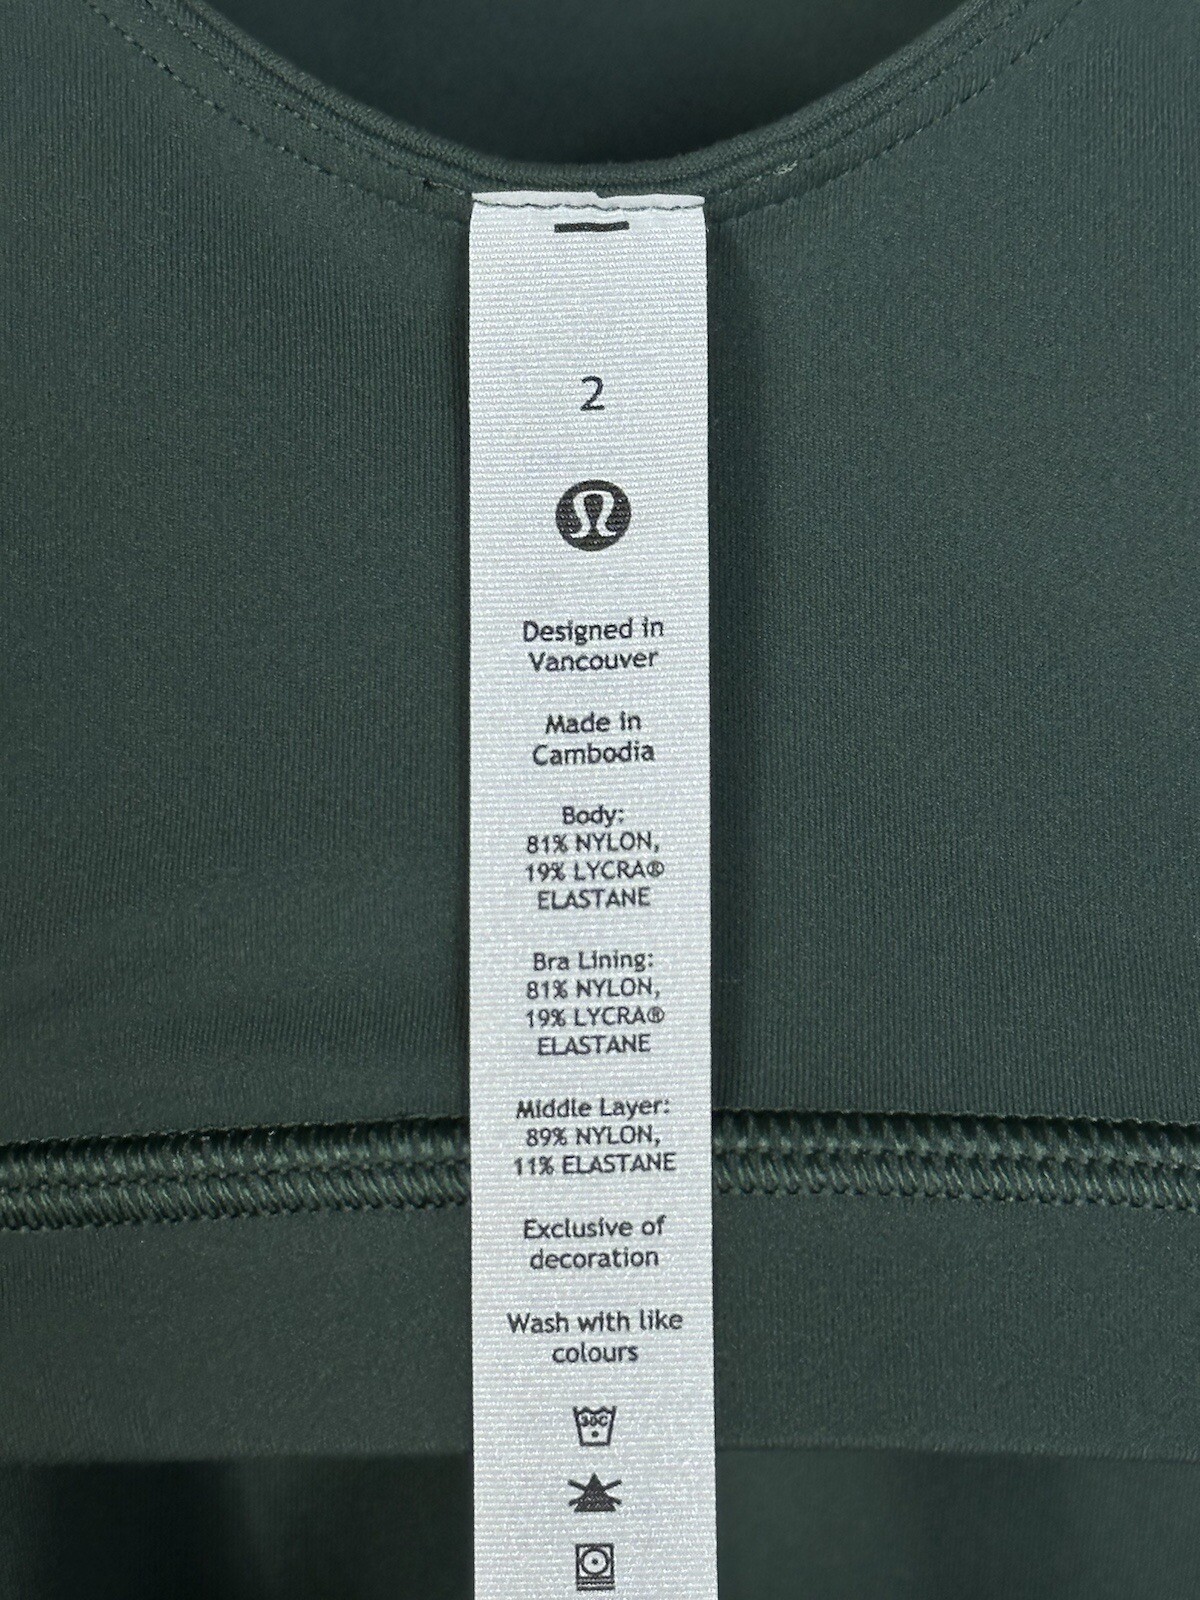 2
Designed in
Vancouver
Made in
Cambodia
Body:
81% NYLON,
19% LYCRA®
ELASTANE
Bra Lining:
81% NYLON,
19% LYCRA®
ELASTANE
Middle Layer:
89% NYLON,
11% ELASTANE
Exclusive of
decoration
Wash with like
colours
30C